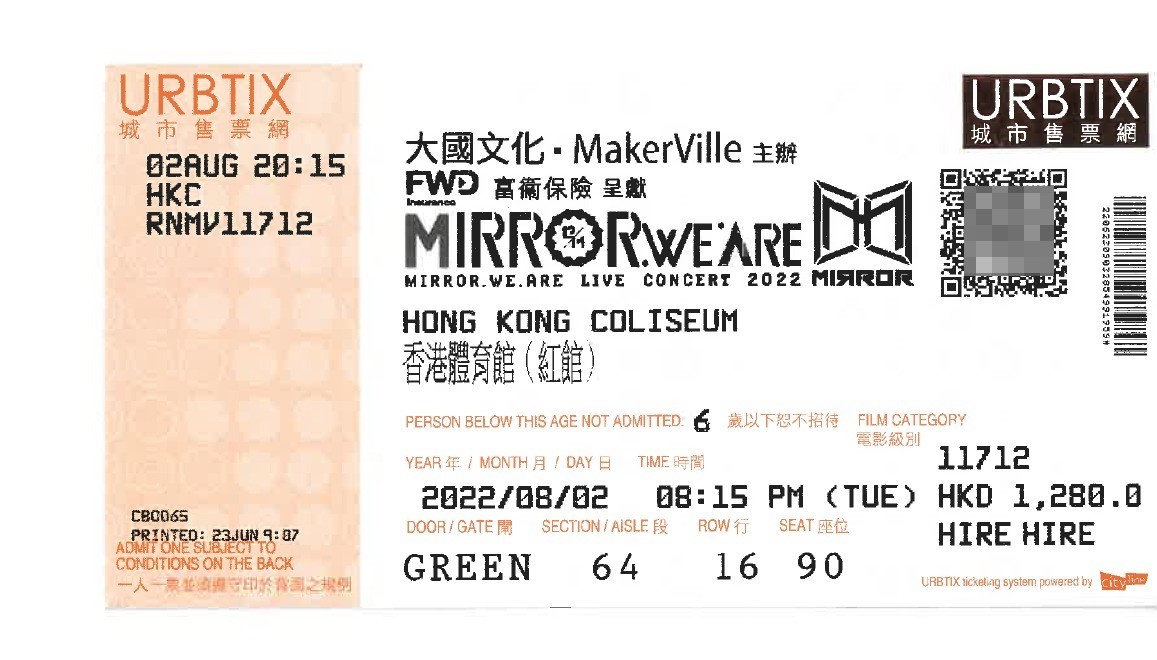 URBTIX
城市售票網
02AUG 20:15
HKC
RNMV11712
CB0065
PRINTED: 23JUN 9:07
ADMIT ONE SUBJECT TO
CONDITIONS ON THE BACK
一人一票並須遵守印於背面之規例
大國文化・MakerVille 主辦
FWD 富衛保險 呈獻
Insurance
MIRROR.WE.ARE
MIRROR.WE.ARE LIVE CONCERT 2022 MIRROR
HONG KONG COLISEUM
香港體育館(紅館)
PERSON BELOW THIS AGE NOT ADMITTED: 6 歲以下恕不招待
FILM CATEGORY
電影級別
YEAR 年 / MONTH 月 / DAY 日 TIME 時間
11712
2022/08/02 08:15 PM (TUE) HKD 1,280.0
DOOR / GATE 閘 SECTION / AISLE 段 ROW 行 SEAT 座位
HIRE HIRE
GREEN 64 16 90
URBTIX ticketing system powered by cityline
URBTIX
城市售票網